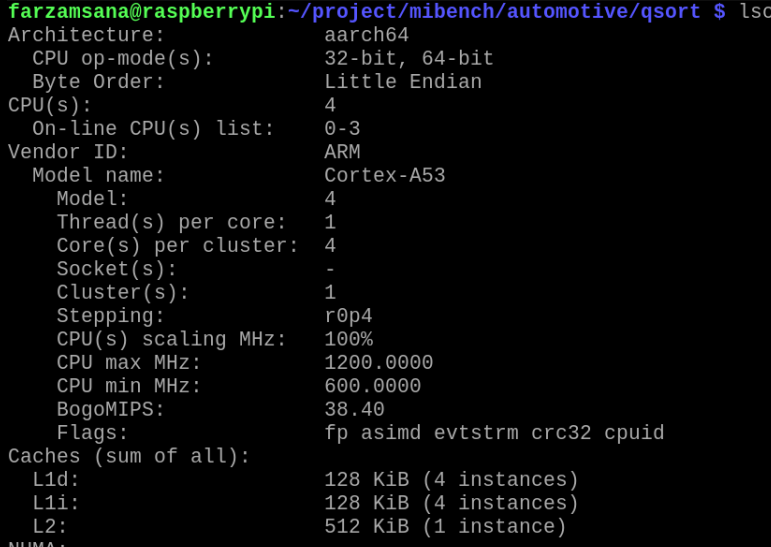 farzamsana@raspberrypi:~/project/mibench/automotive/qsort $ lsc
Architecture: aarch64
CPU op-mode(s): 32-bit, 64-bit
Byte Order: Little Endian
CPU(s): 4
On-line CPU(s) list: 0-3
Vendor ID: ARM
Model name: Cortex-A53
Model: 4
Thread(s) per core: 1
Core(s) per cluster: 4
Socket(s): -
Cluster(s): 1
Stepping: r0p4
CPU(s) scaling MHz: 100%
CPU max MHz: 1200.0000
CPU min MHz: 600.0000
BogoMIPS: 38.40
Flags: fp asimd evtstrm crc32 cpuid
Caches (sum of all):
L1d: 128 KiB (4 instances)
L1i: 128 KiB (4 instances)
L2: 512 KiB (1 instance)
NUMA: